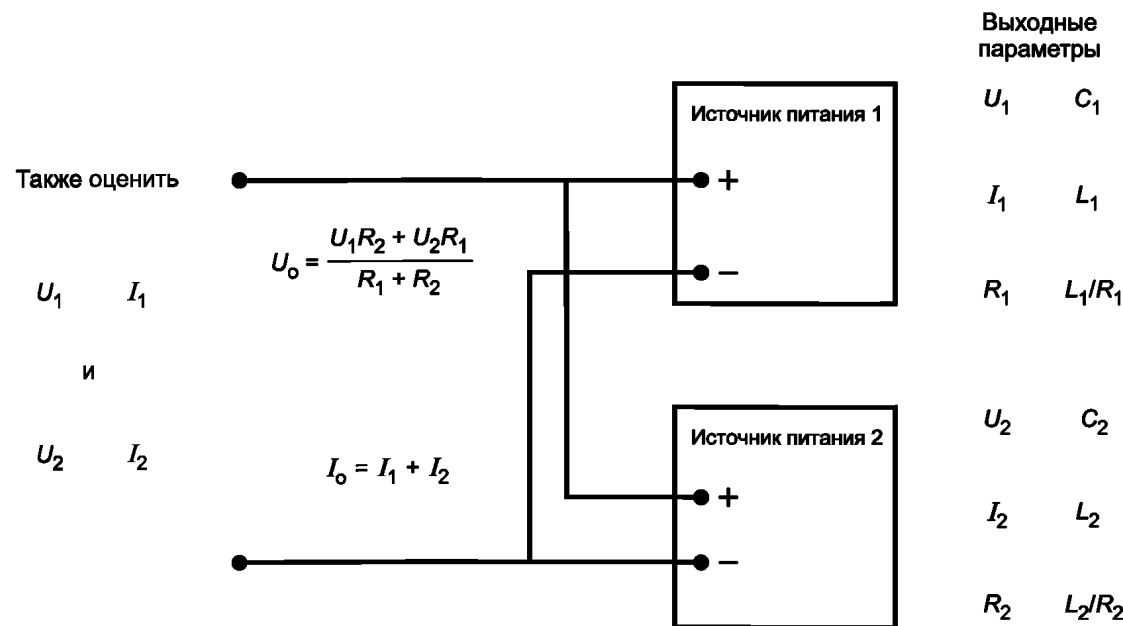 Выходные
параметры
Источник питания 1
U₁ C₁
Также оценить
+
I₁ L₁
Uₒ = (U₁R₂ + U₂R₁) / (R₁ + R₂)
−
U₁ I₁
R₁ L₁/R₁
и
Источник питания 2
U₂ C₂
U₂ I₂
Iₒ = I₁ + I₂
+
I₂ L₂
−
R₂ L₂/R₂